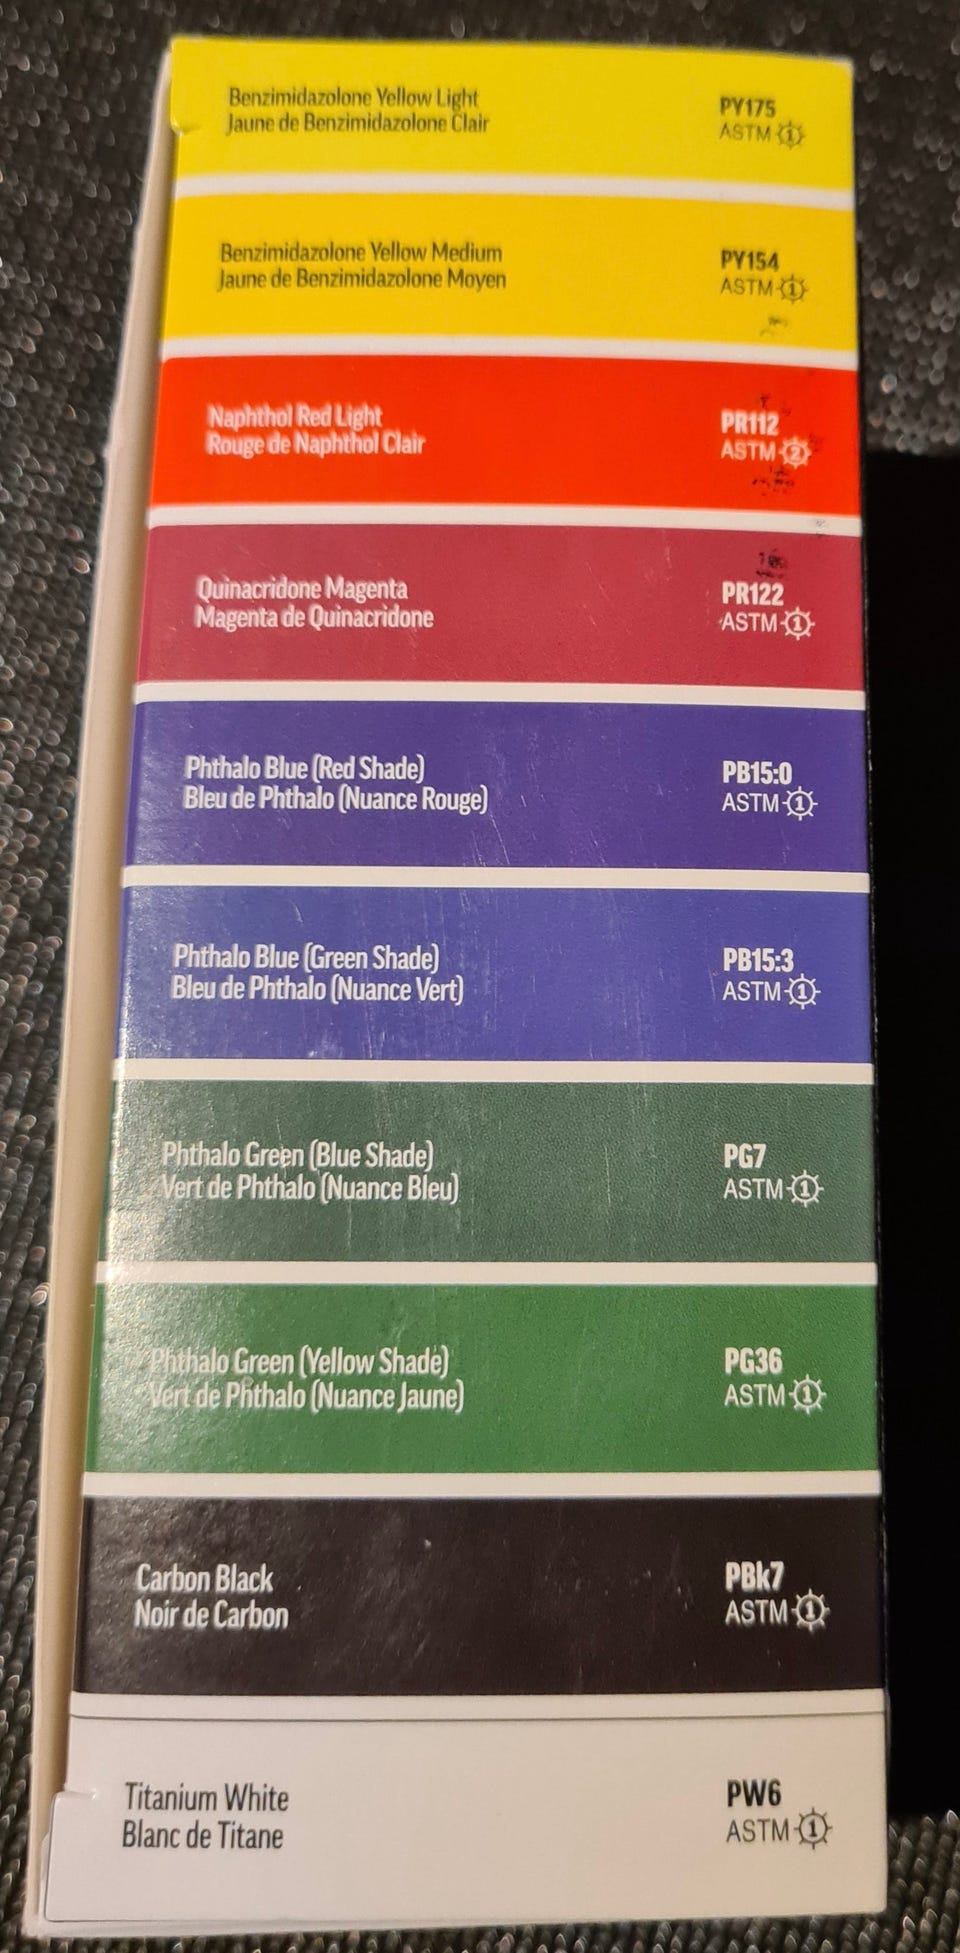 Benzimidazolone Yellow Light
Jaune de Benzimidazolone Clair
PY175
ASTM 1
Benzimidazolone Yellow Medium
Jaune de Benzimidazolone Moyen
PY154
ASTM 1
Naphthol Red Light
Rouge de Naphthol Clair
PR112
ASTM 2
Quinacridone Magenta
Magenta de Quinacridone
PR122
ASTM 1
Phthalo Blue (Red Shade)
Bleu de Phthalo (Nuance Rouge)
PB15:0
ASTM 1
Phthalo Blue (Green Shade)
Bleu de Phthalo (Nuance Vert)
PB15:3
ASTM 1
Phthalo Green (Blue Shade)
Vert de Phthalo (Nuance Bleu)
PG7
ASTM 1
Phthalo Green (Yellow Shade)
Vert de Phthalo (Nuance Jaune)
PG36
ASTM 1
Carbon Black
Noir de Carbon
PBk7
ASTM 1
Titanium White
Blanc de Titane
PW6
ASTM 1